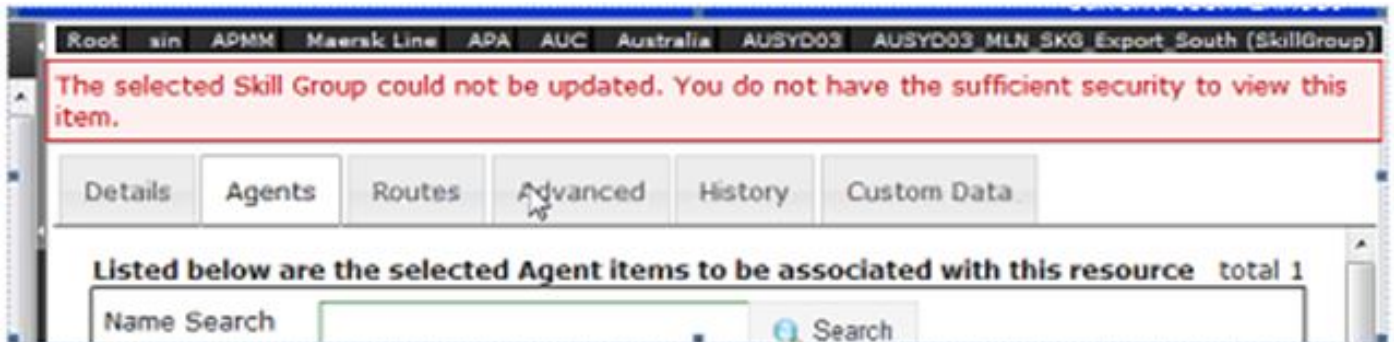 Root sin APMM Maersk Line APA AUC Australia AUSYD03 AUSYD03_MLN_SKG_Export_South (SkillGroup)
The selected Skill Group could not be updated. You do not have the sufficient security to view this
item.
Details Agents Routes Advanced History Custom Data
Listed below are the selected Agent items to be associated with this resource total 1
Name Search Search